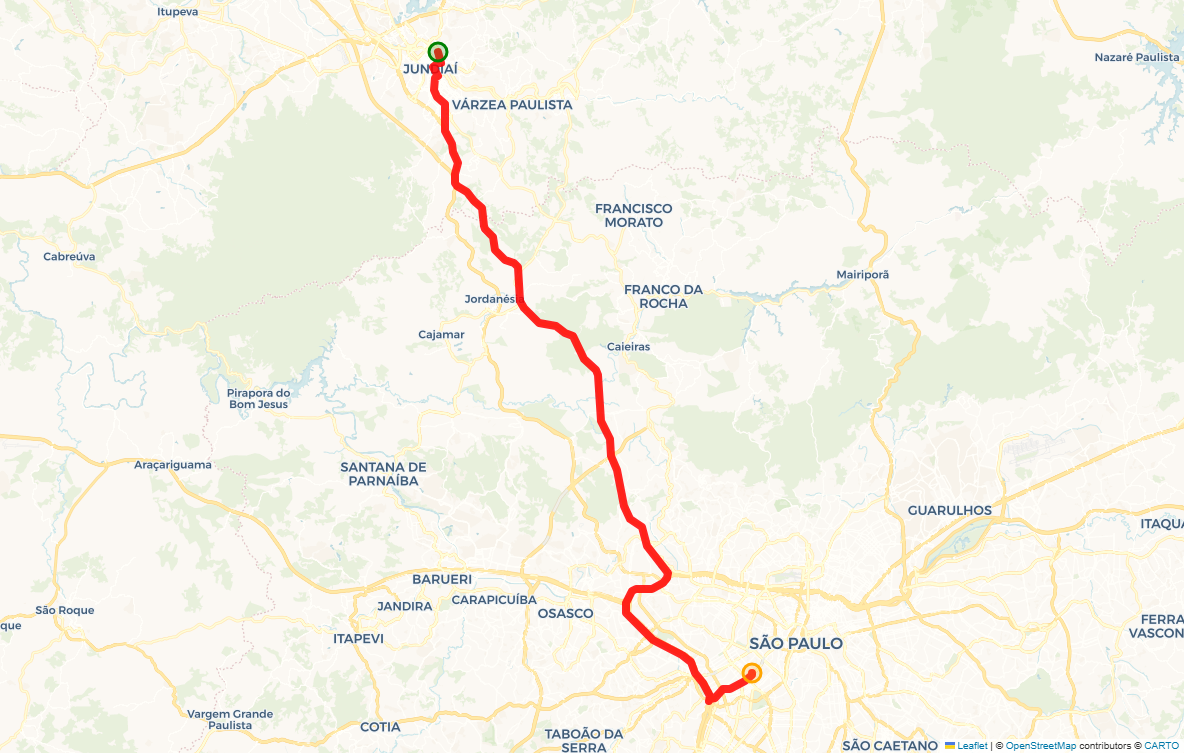 Itupeva
Nazaré Paulista
JUNDIAÍ
VÁRZEA PAULISTA
FRANCISCO
MORATO
Cabreúva
Mairiporã
FRANCO DA
ROCHA
Jordanésia
Cajamar
Caieiras
Pirapora do
Bom Jesus
Araçariguama
SANTANA DE
PARNAÍBA
GUARULHOS
ITAQUA
BARUERI
CARAPICUÍBA
JANDIRA
OSASCO
São Roque
que
ITAPEVI
FERRA
VASCON
SÃO PAULO
Vargem Grande
Paulista
COTIA
TABOÃO DA
SERRA
SÃO CAETANO
Leaflet | © OpenStreetMap contributors © CARTO